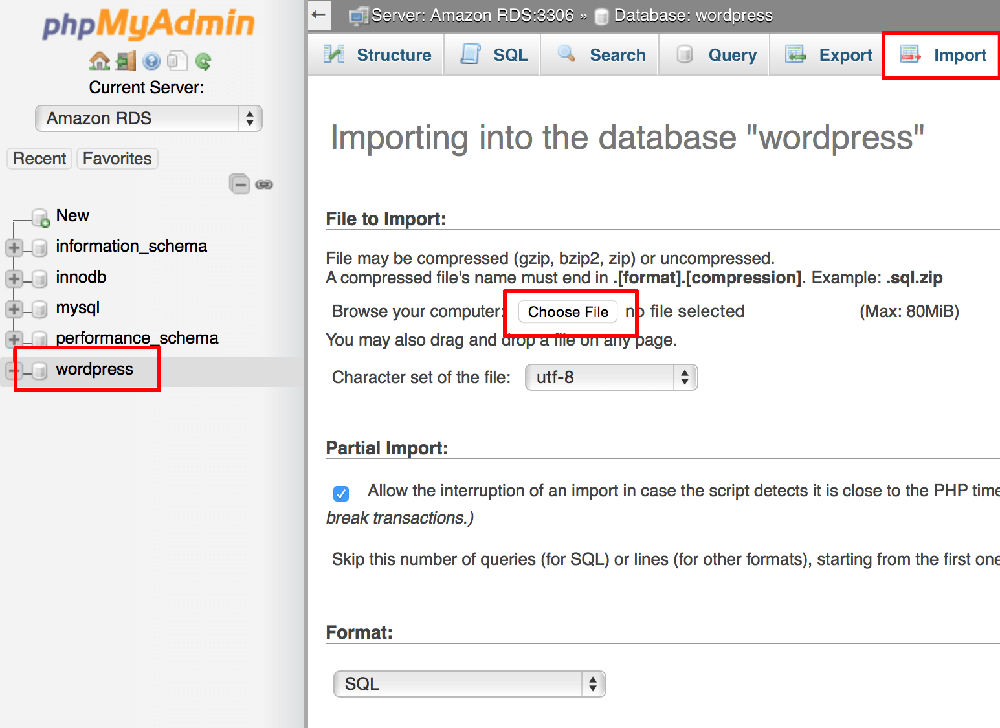 phpMyAdmin
Current Server:
Amazon RDS
Recent Favorites
New
information_schema
innodb
mysql
performance_schema
wordpress
Server: Amazon RDS:3306 » Database: wordpress
Structure SQL Search Query Export Import
Importing into the database "wordpress"
File to Import:
File may be compressed (gzip, bzip2, zip) or uncompressed.
A compressed file's name must end in .[format].[compression]. Example: .sql.zip
Browse your computer: Choose File no file selected (Max: 80MiB)
You may also drag and drop a file on any page.
Character set of the file: utf-8
Partial Import:
Allow the interruption of an import in case the script detects it is close to the PHP time
break transactions.)
Skip this number of queries (for SQL) or lines (for other formats), starting from the first one
Format:
SQL